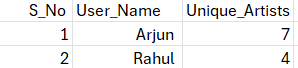 S_No User_Name Unique_Artists
1 Arjun 7
2 Rahul 4